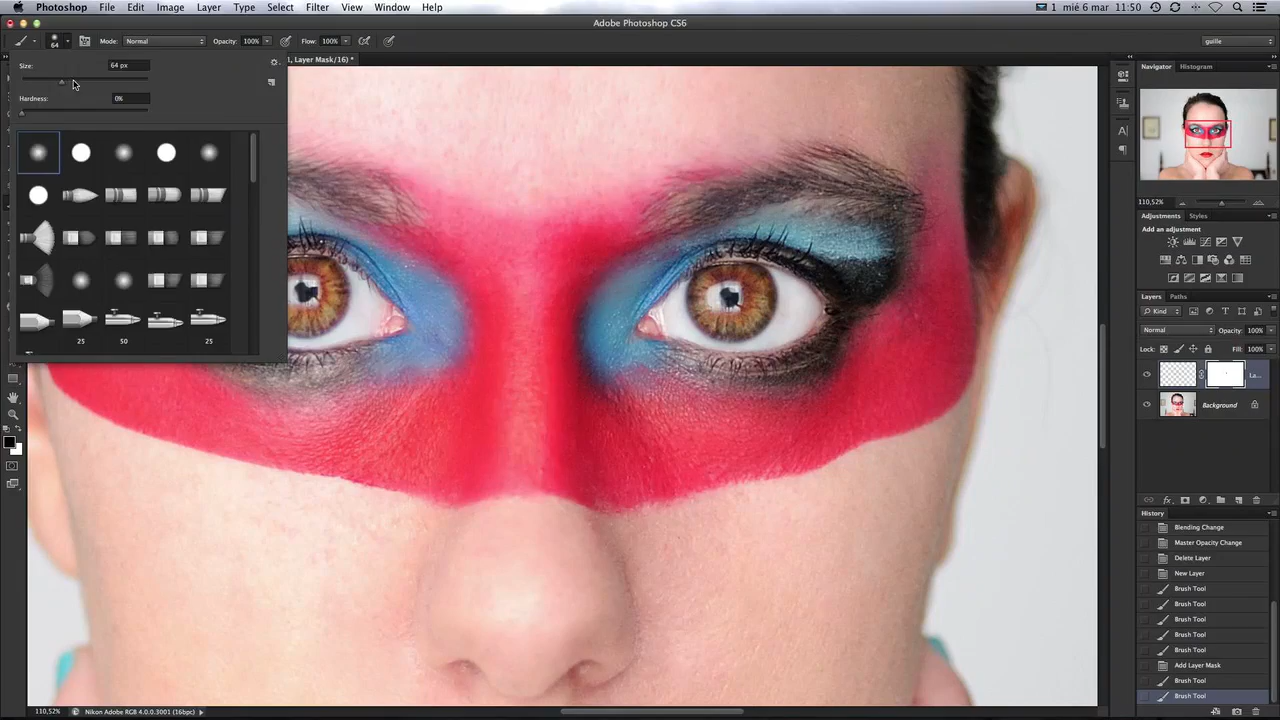 Photoshop File Edit Image Layer Type Select Filter View Window Help
1 mié 6 mar 11:50
Adobe Photoshop CS6
64 Mode: Normal Opacity: 100% Flow: 100% guille
1, Layer Mask/16) *
Size: 64 px
Hardness: 0%
25 50 25
Navigator Histogram
110,52%
Adjustments Styles
Add an adjustment
Layers Paths
Kind
Normal Opacity: 100%
Lock: Fill: 100%
La...
Background
History
Blending Change
Master Opacity Change
Delete Layer
New Layer
Brush Tool
Brush Tool
Brush Tool
Brush Tool
Brush Tool
Add Layer Mask
Brush Tool
Brush Tool
110,52% Nikon Adobe RGB 4.0.0.3001 (16bpc)